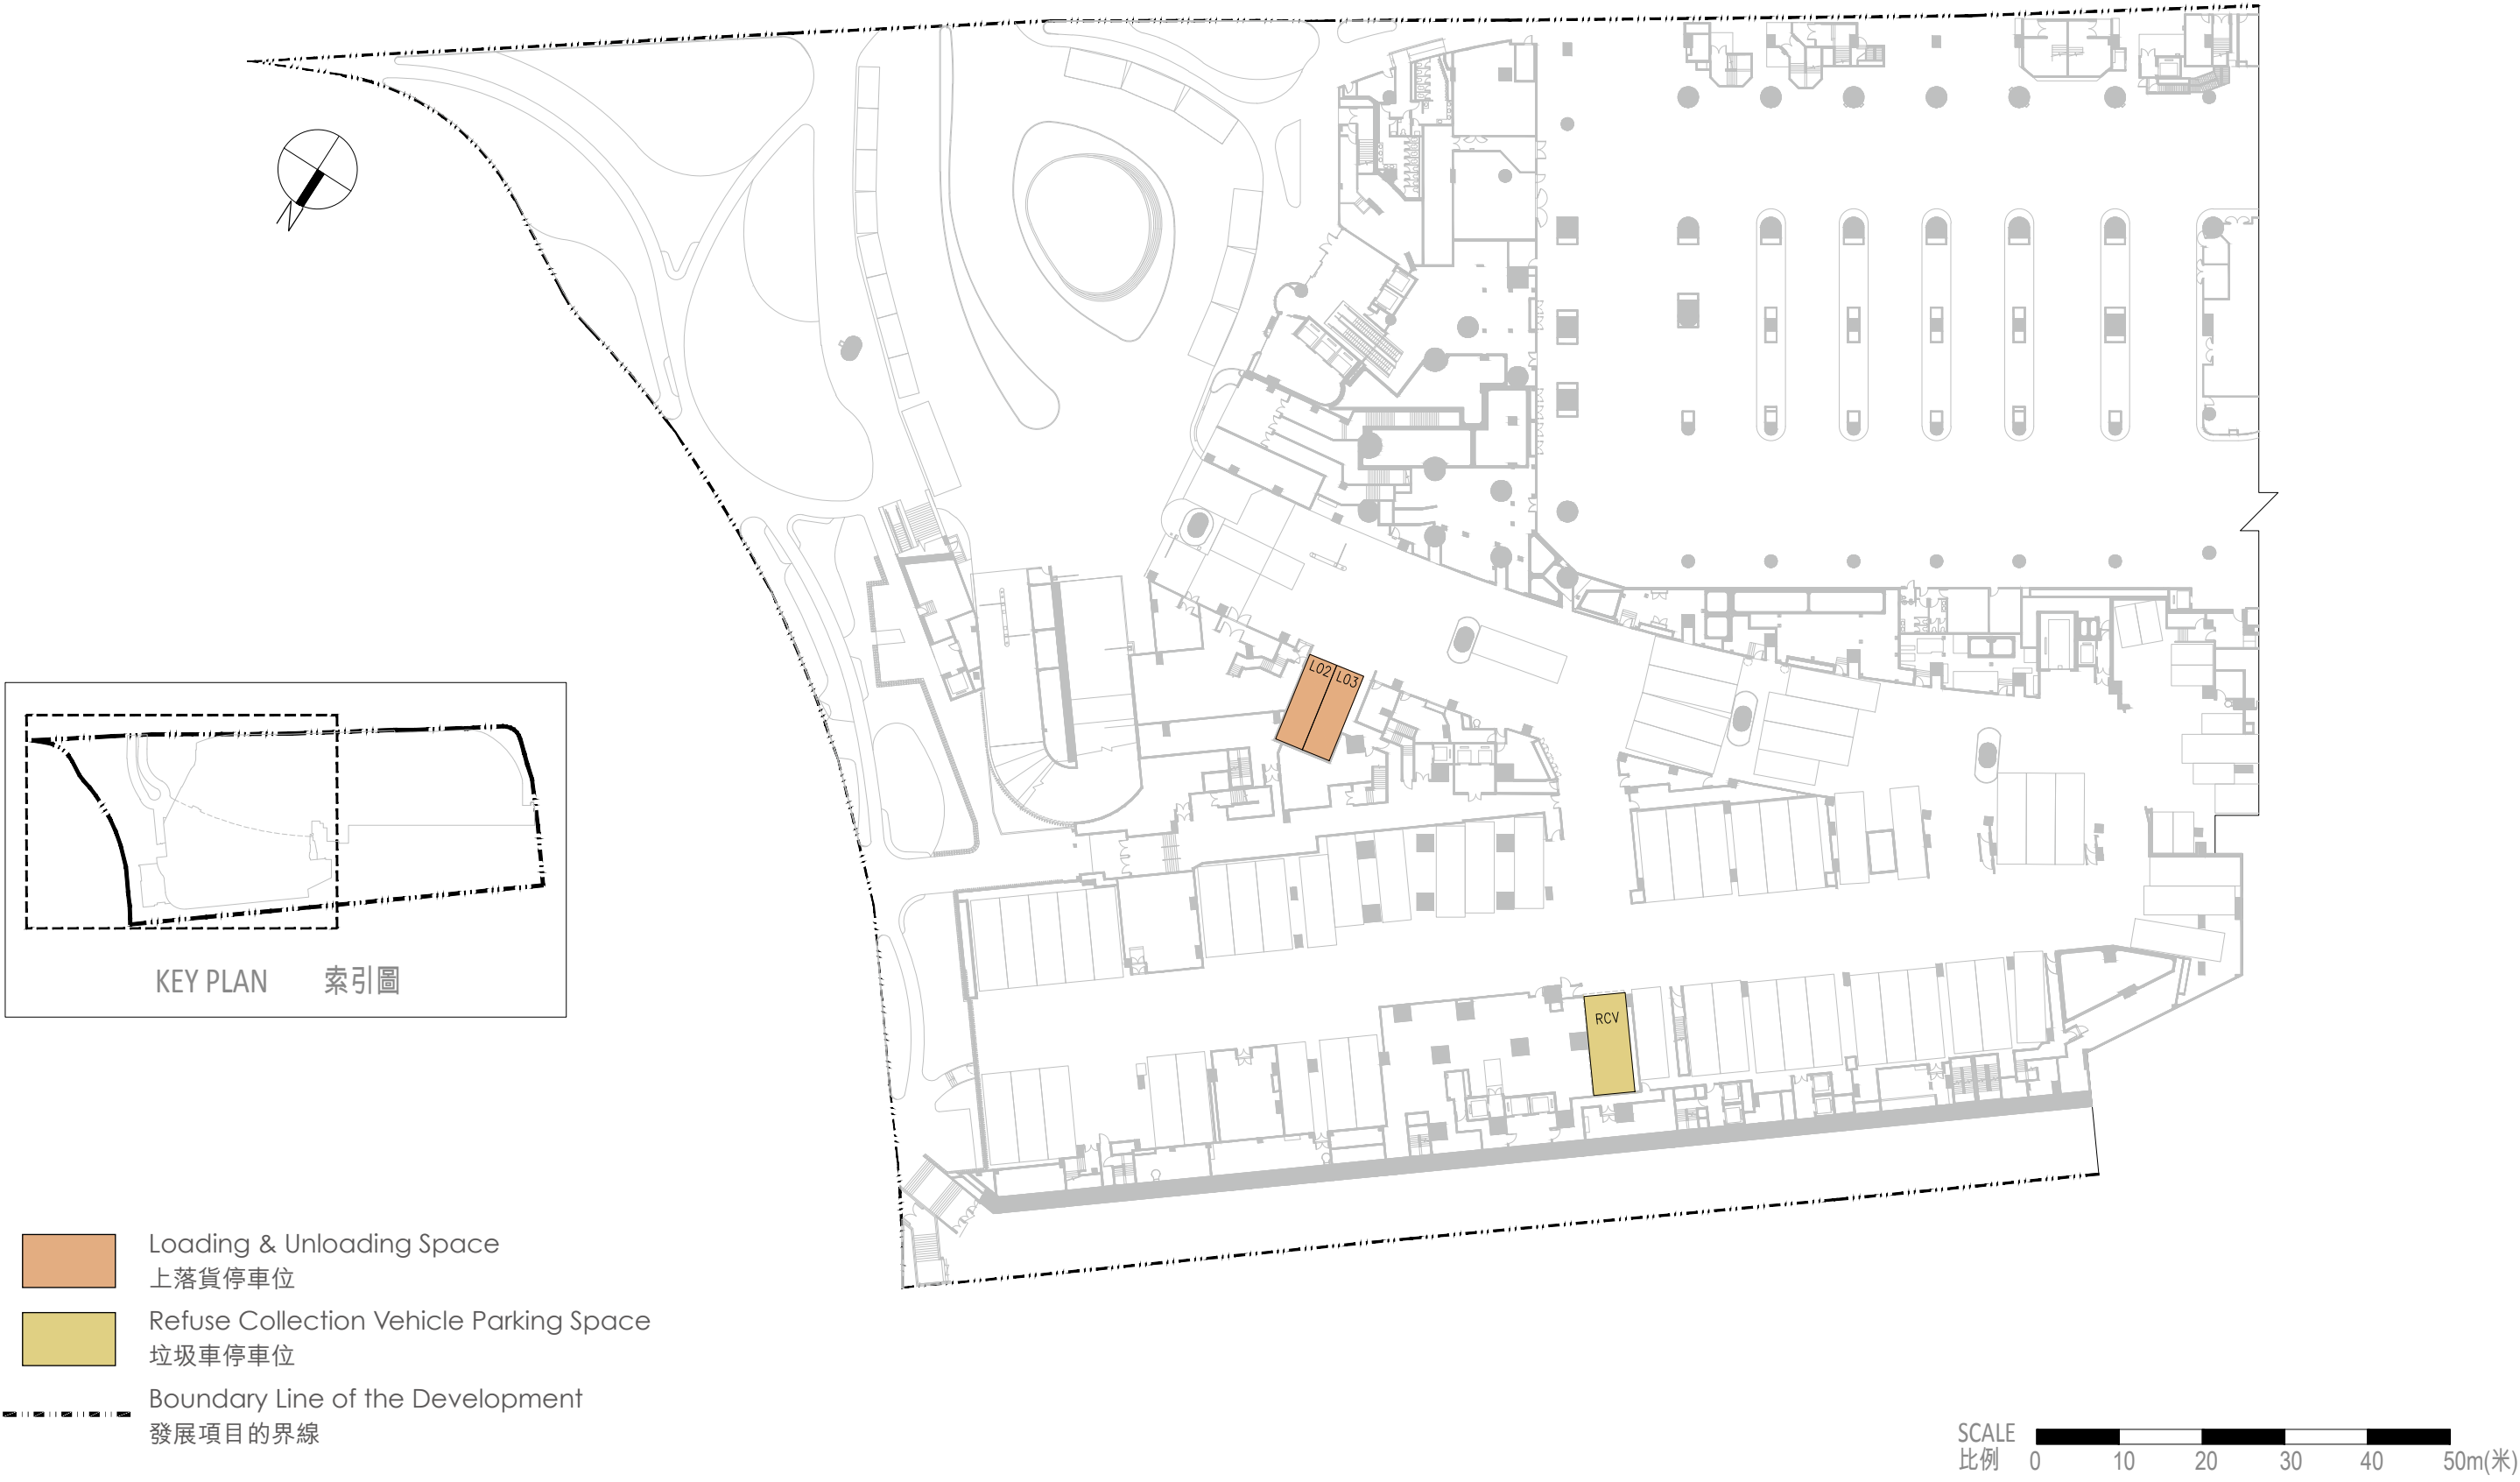 L02 L03
RCV
KEY PLAN 索引圖
Loading & Unloading Space
上落貨停車位
Refuse Collection Vehicle Parking Space
垃圾車停車位
Boundary Line of the Development
發展項目的界線
SCALE
比例 0 10 20 30 40 50m(米)